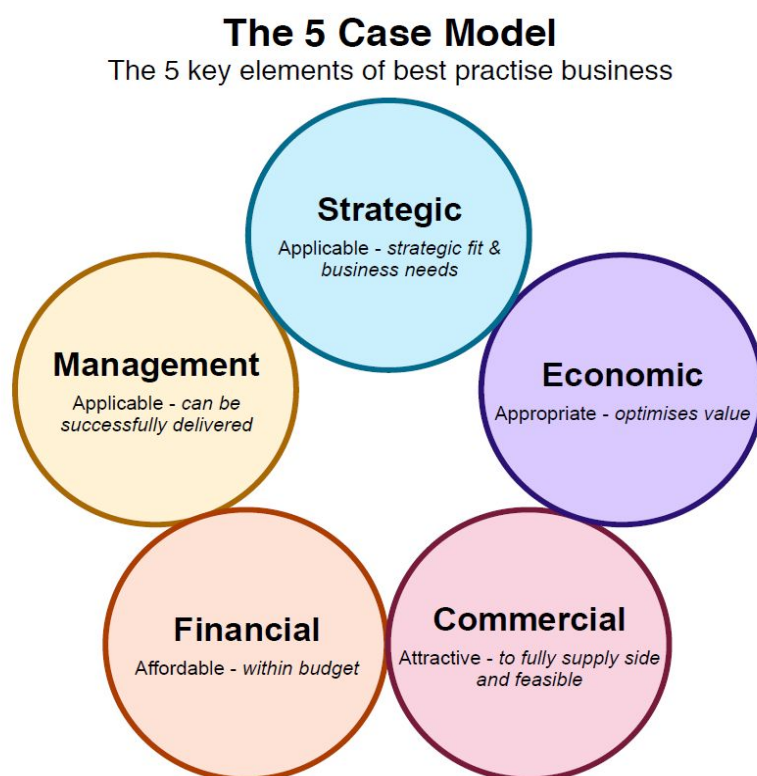 The 5 Case Model
The 5 key elements of best practise business
Strategic
Applicable - strategic fit &
business needs
Economic
Appropriate - optimises value
Commercial
Attractive - to fully supply side
and feasible
Financial
Affordable - within budget
Management
Applicable - can be
successfully delivered